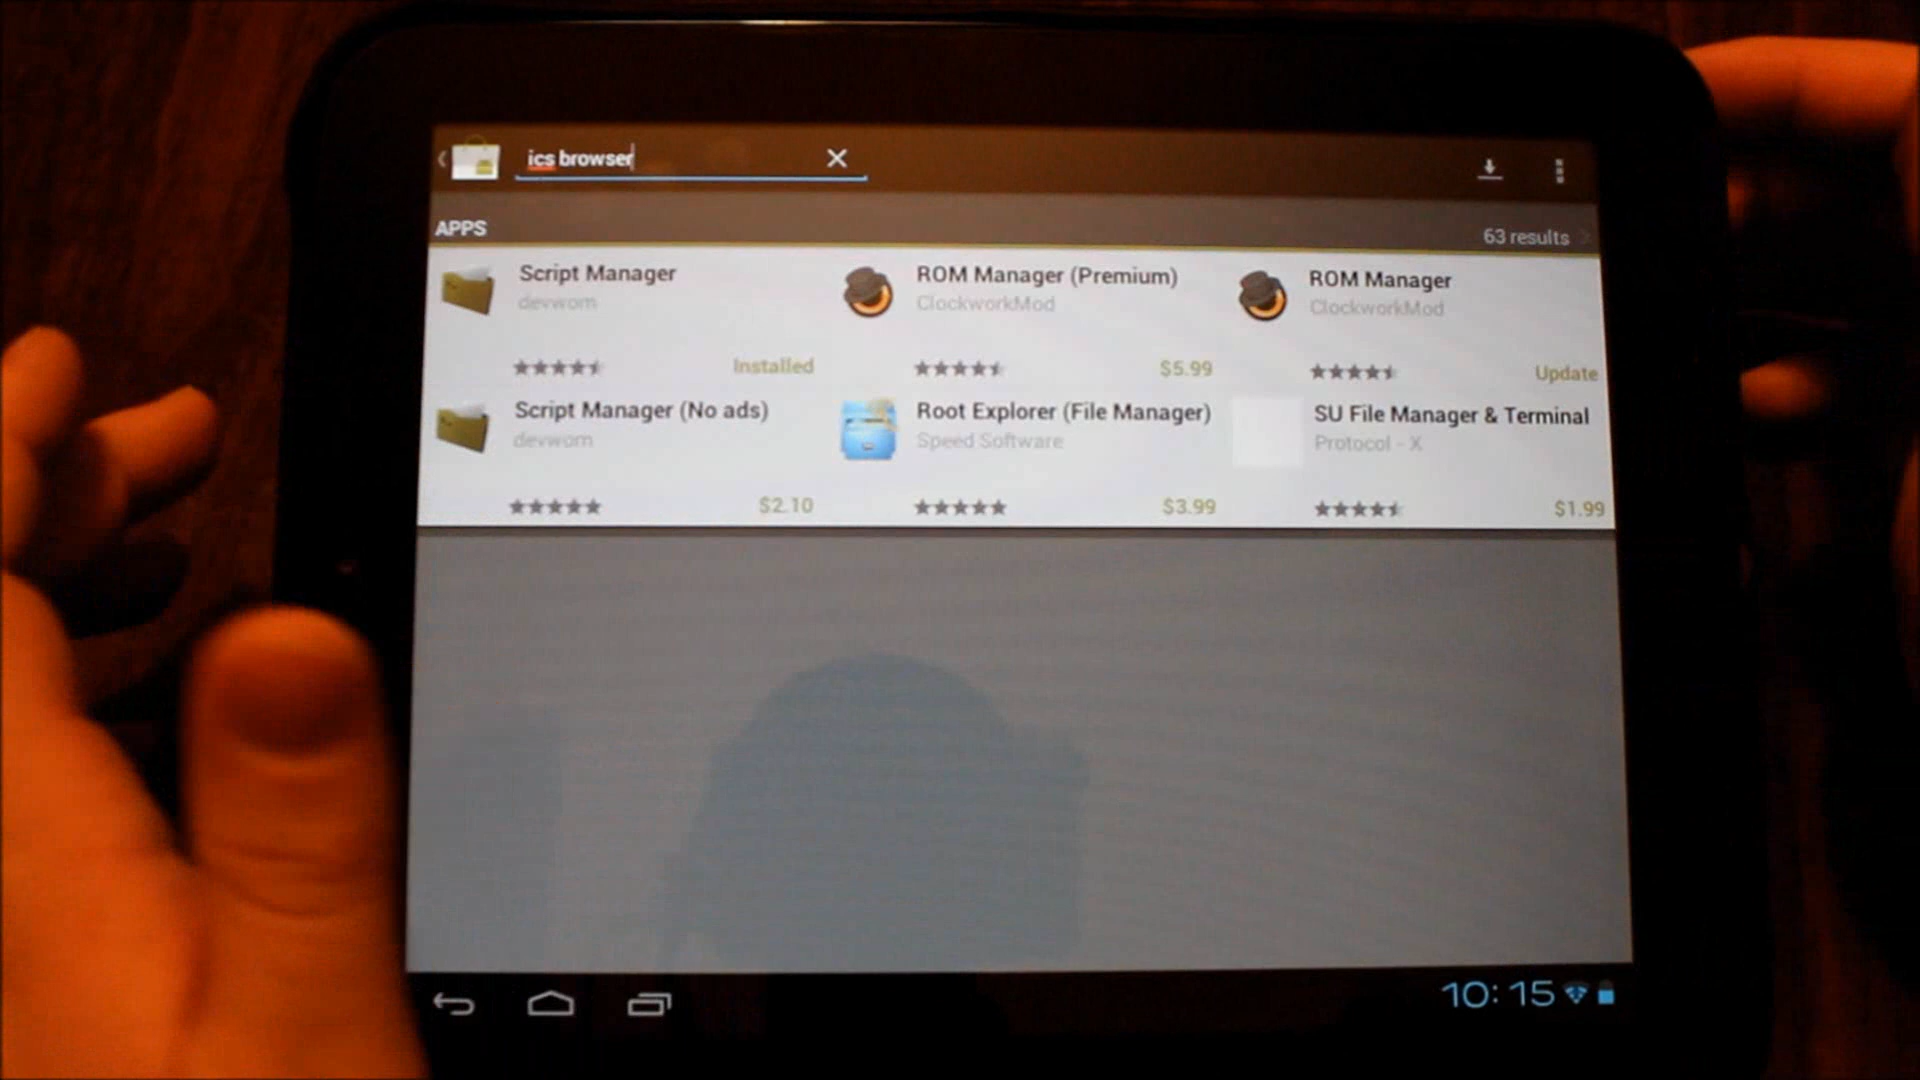 ics browser
APPS
63 results
Script Manager
devwom
Installed
ROM Manager (Premium)
ClockworkMod
$5.99
ROM Manager
ClockworkMod
Update
Script Manager (No ads)
devwom
$2.10
Root Explorer (File Manager)
Speed Software
$3.99
SU File Manager & Terminal
Protocol - X
$1.99
10:15